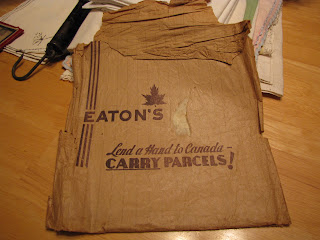 EATON'S
Lend a Hand to Canada –
CARRY PARCELS!